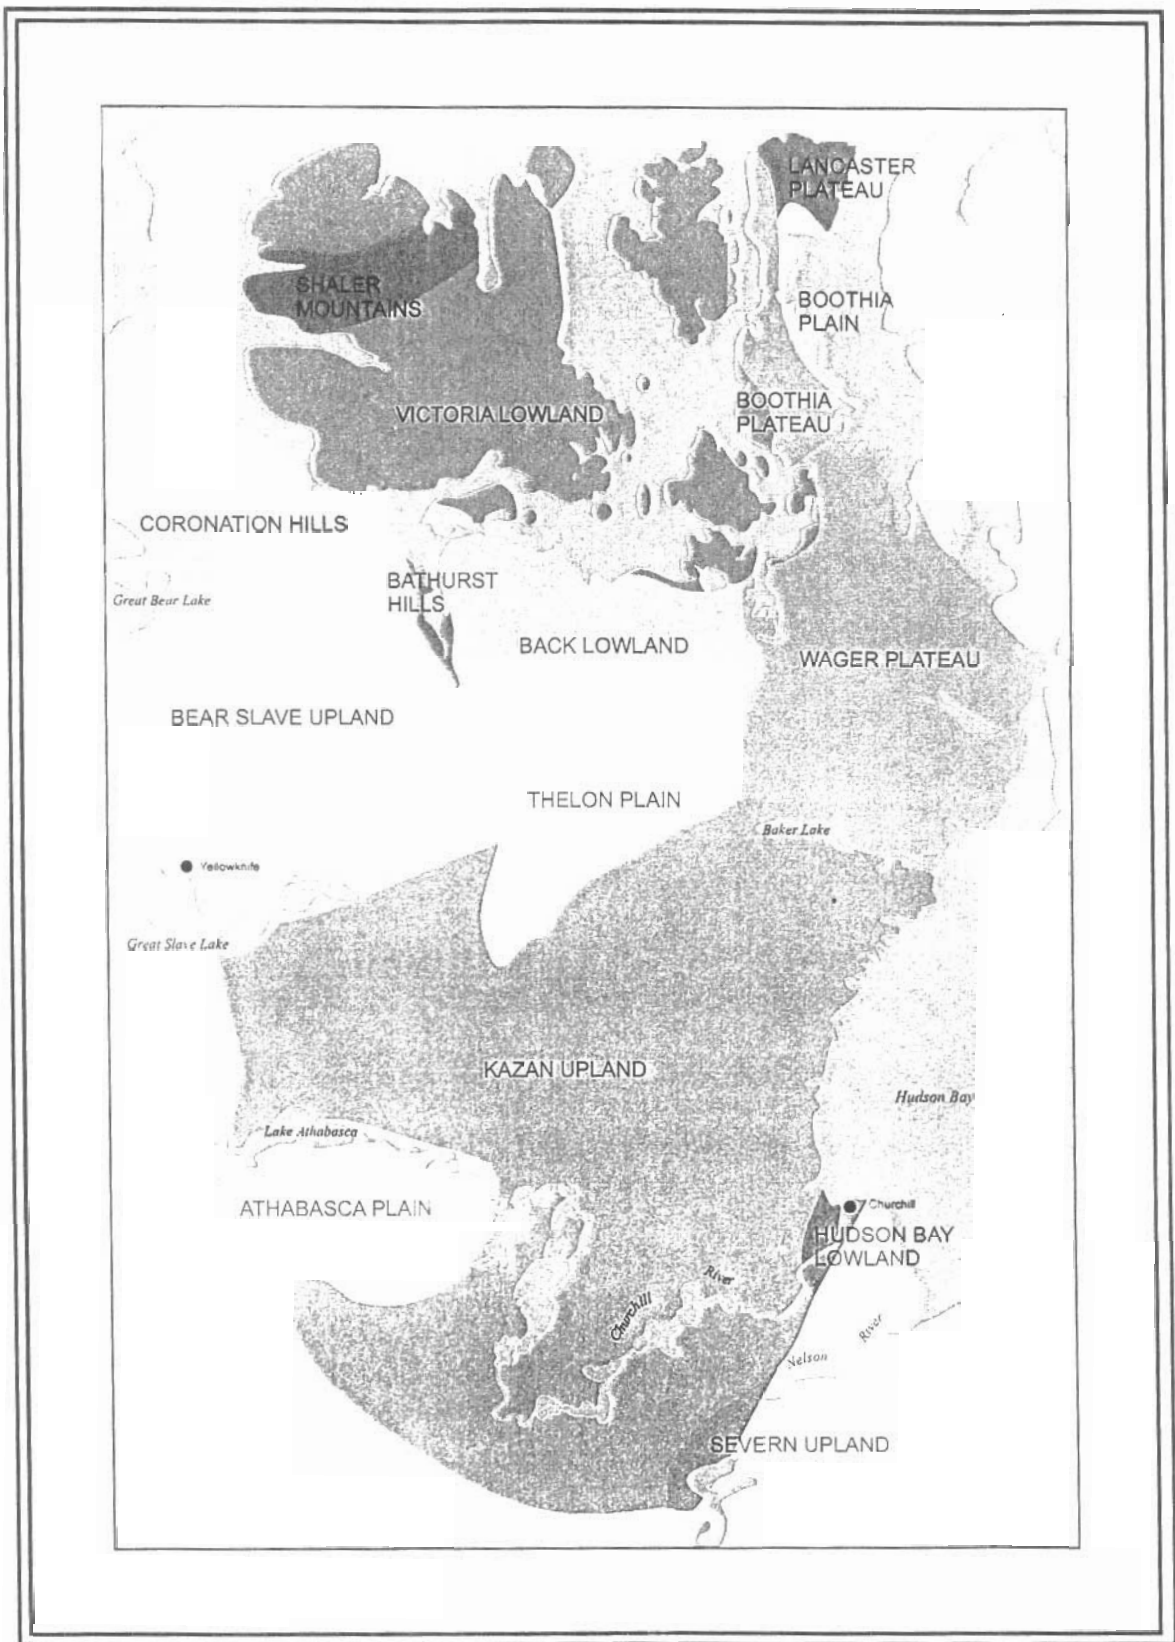 LANCASTER
PLATEAU
SHALER
MOUNTAINS
BOOTHIA
PLAIN
VICTORIA LOWLAND
BOOTHIA
PLATEAU
CORONATION HILLS
BATHURST
HILLS
Great Bear Lake
BACK LOWLAND
WAGER PLATEAU
BEAR SLAVE UPLAND
THELON PLAIN
Baker Lake
Yellowknife
Great Slave Lake
KAZAN UPLAND
Hudson Bay
Lake Athabasca
ATHABASCA PLAIN
Churchill
HUDSON BAY
LOWLAND
Churchill River
Nelson River
SEVERN UPLAND